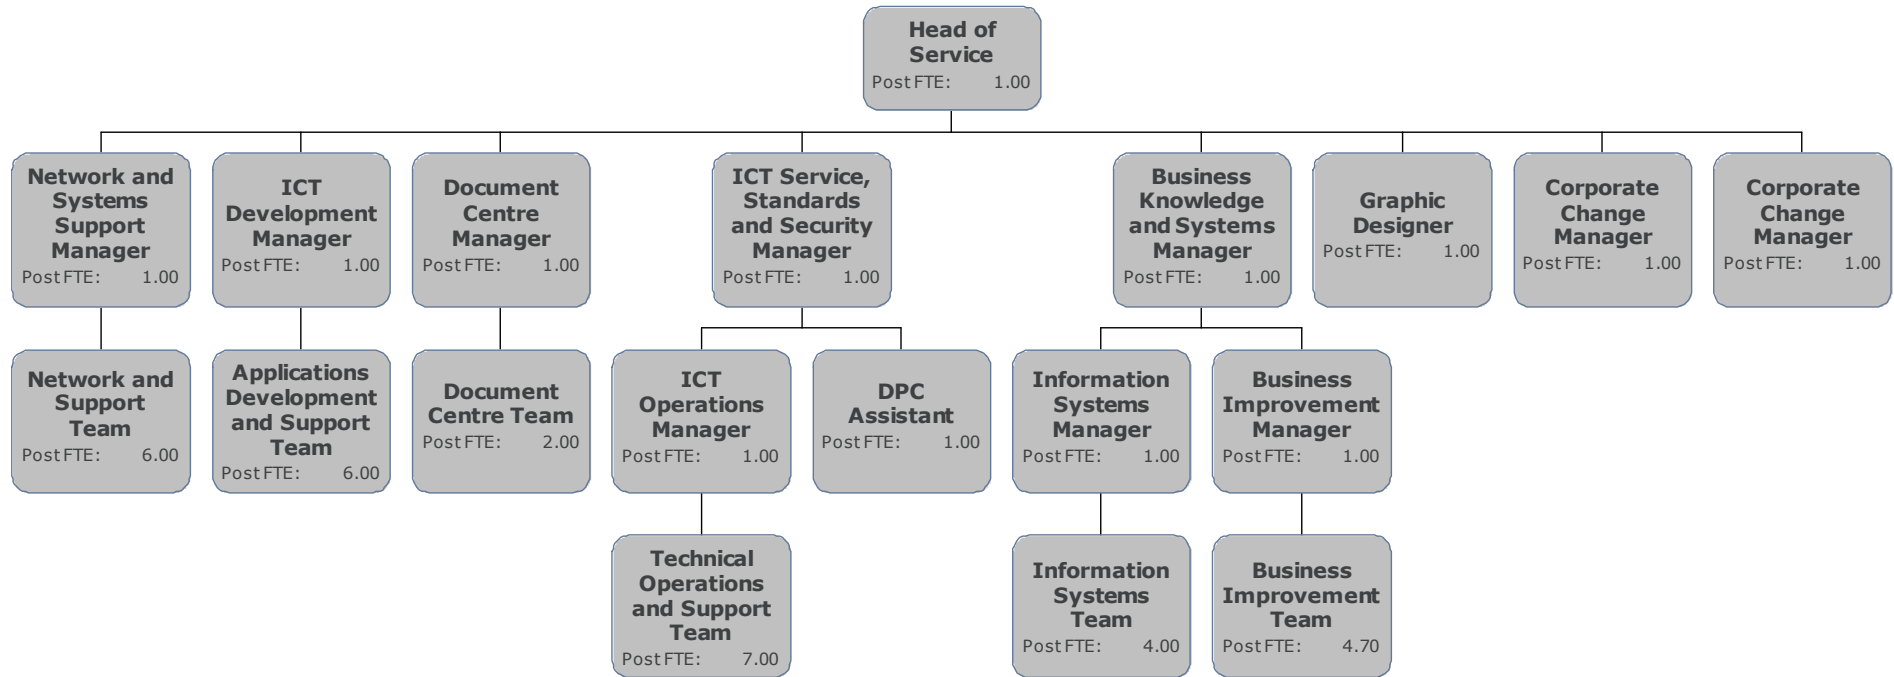 Head of
Service
Post FTE: 1.00
Network and
Systems
Support
Manager
Post FTE: 1.00
ICT
Development
Manager
Post FTE: 1.00
Document
Centre
Manager
Post FTE: 1.00
ICT Service,
Standards
and Security
Manager
Post FTE: 1.00
Business
Knowledge
and Systems
Manager
Post FTE: 1.00
Graphic
Designer
Post FTE: 1.00
Corporate
Change
Manager
Post FTE: 1.00
Corporate
Change
Manager
Post FTE: 1.00
Network and
Support
Team
Post FTE: 6.00
Applications
Development
and Support
Team
Post FTE: 6.00
Document
Centre Team
Post FTE: 2.00
ICT
Operations
Manager
Post FTE: 1.00
DPC
Assistant
Post FTE: 1.00
Information
Systems
Manager
Post FTE: 1.00
Business
Improvement
Manager
Post FTE: 1.00
Technical
Operations
and Support
Team
Post FTE: 7.00
Information
Systems
Team
Post FTE: 4.00
Business
Improvement
Team
Post FTE: 4.70